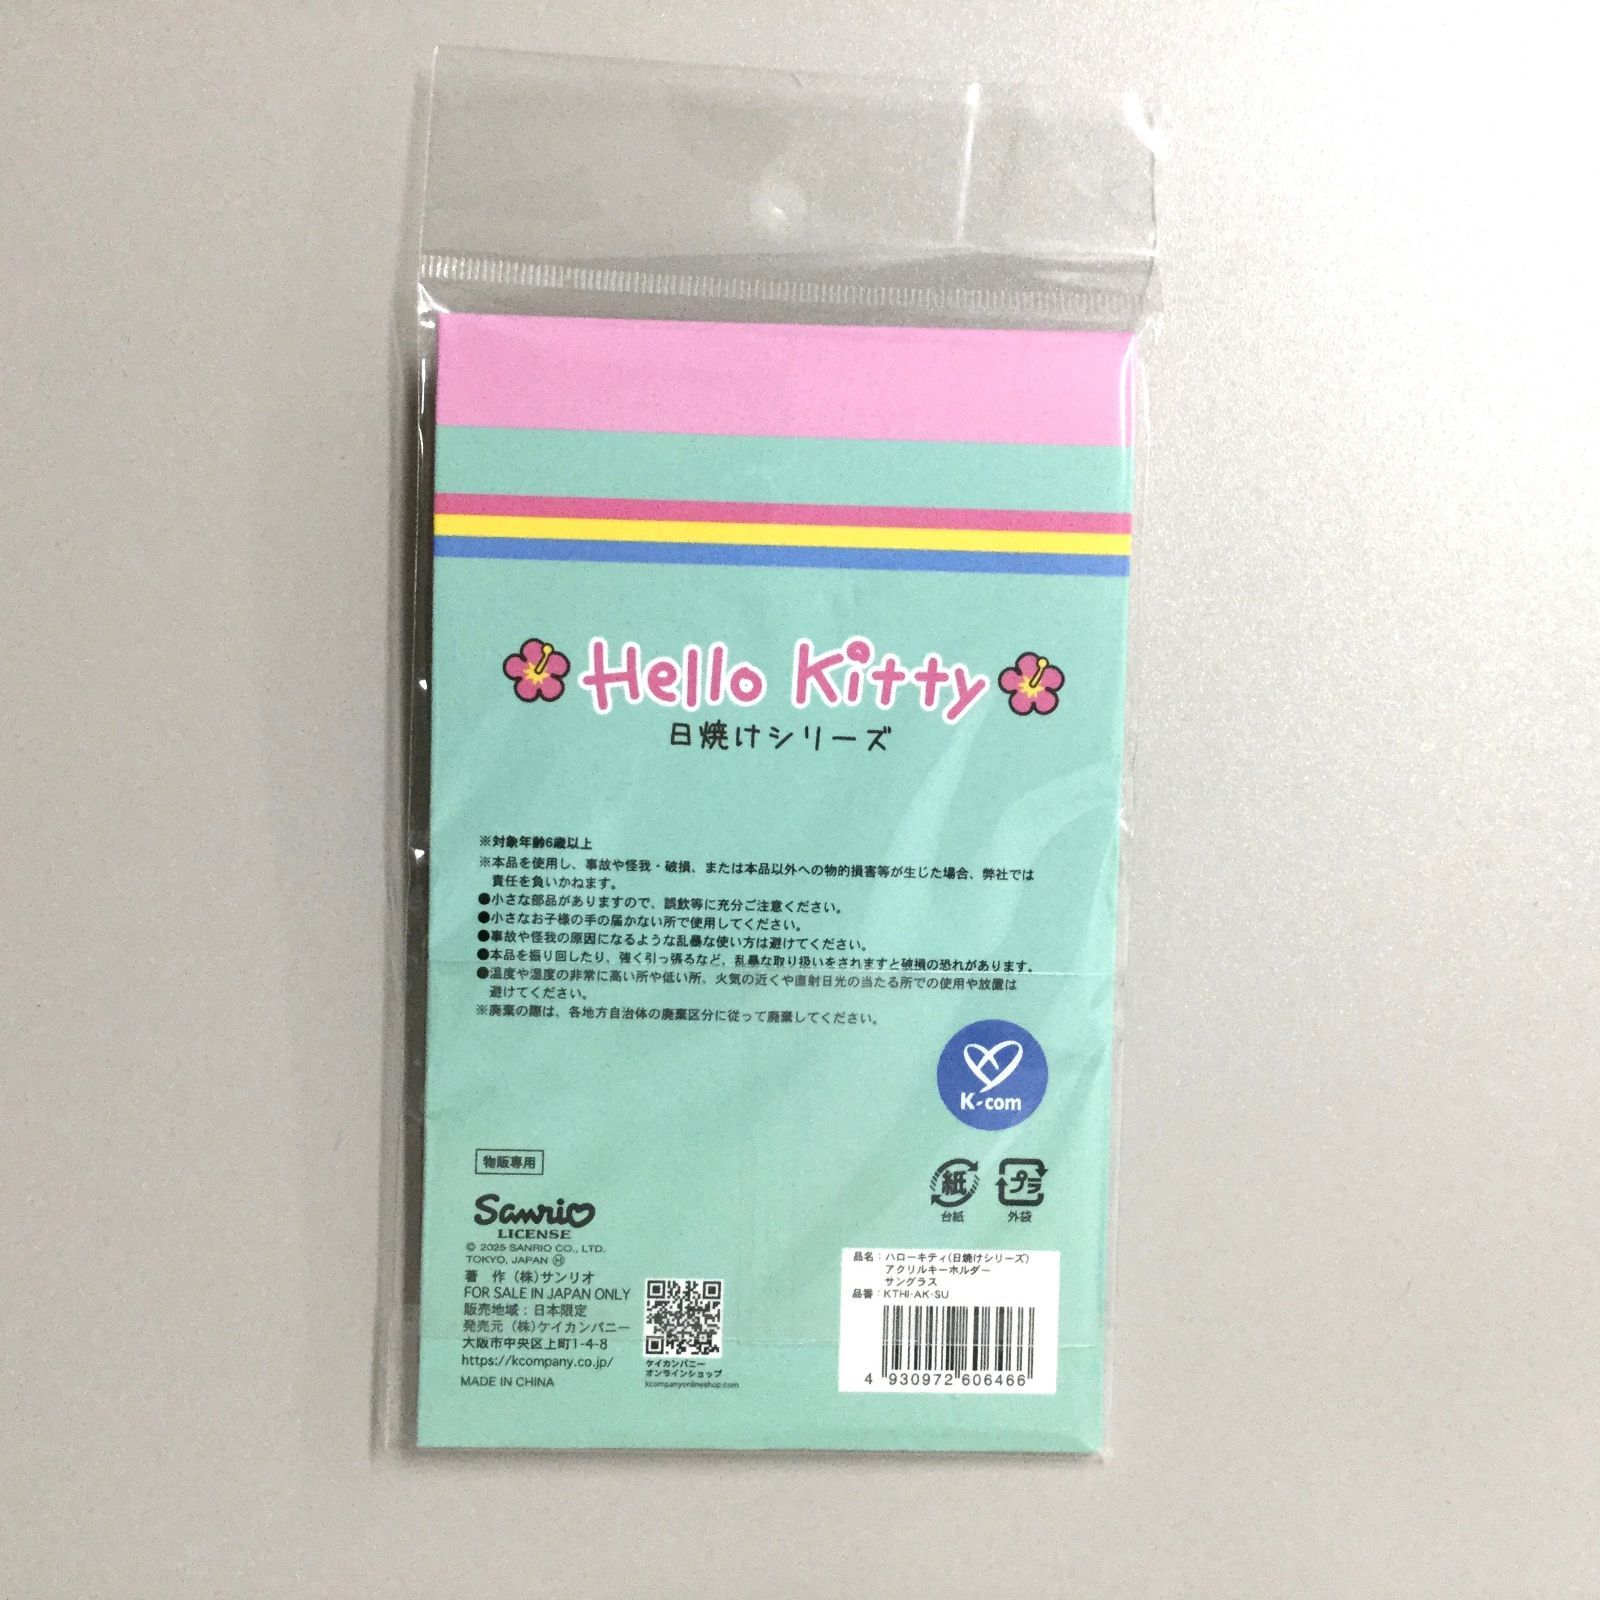 Hello Kitty
日焼けシリーズ
※対象年齢6歳以上
※本品を使用し、事故や怪我・破損、または本品以外への物的損害等が生じた場合、弊社では
責任を負いかねます。
●小さな部品がありますので、誤飲等に充分ご注意ください。
●小さなお子様の手の届かない所で使用してください。
●事故や怪我の原因になるような乱暴な使い方は避けてください。
●本品を振り回したり、強く引っ張るなど、乱暴な取り扱いをされますと破損の恐れがあります。
●温度や湿度の非常に高い所や低い所、火気の近くや直射日光の当たる所での使用や放置は
避けてください。
※廃棄の際は、各地方自治体の廃棄区分に従って廃棄してください。
K-com
物販専用
紙
台紙
プラ
外袋
Sanrio
LICENSE
© 2025 SANRIO CO., LTD.
TOKYO, JAPAN Ⓗ
著 作 (株)サンリオ
FOR SALE IN JAPAN ONLY
販売地域：日本限定
発売元 (株)ケイカンパニー
大阪市中央区上町1-4-8
https://kcompany.co.jp/
MADE IN CHINA
ケイカンパニー
オンラインショップ
kcompanyonlineshop.com
品名：ハローキティ(日焼けシリーズ)
アクリルキーホルダー
サングラス
品番：KTHI-AK-SU
4 930972 606466